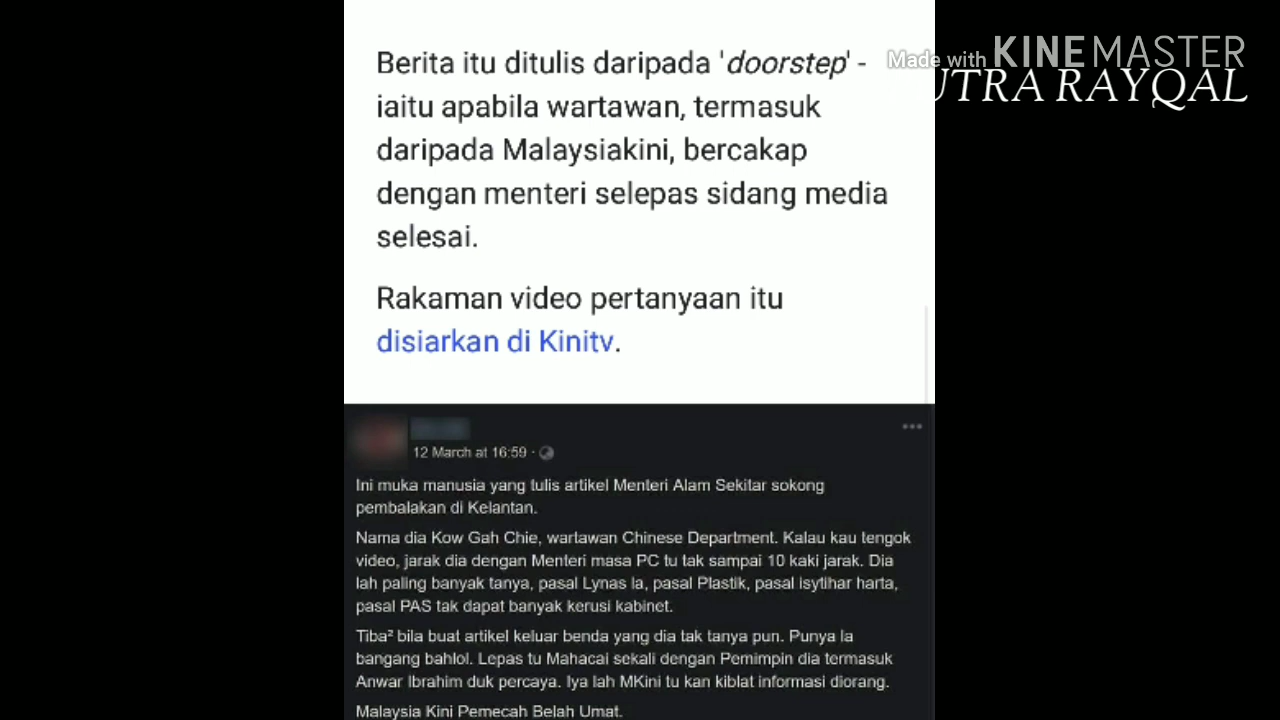 Berita itu ditulis daripada 'doorstep' -
iaitu apabila wartawan, termasuk
daripada Malaysiakini, bercakap
dengan menteri selepas sidang media
selesai.
Rakaman video pertanyaan itu
disiarkan di Kinitv.
Made with KINEMASTER
UTRA RAYQAL
12 March at 16:59 ·
Ini muka manusia yang tulis artikel Menteri Alam Sekitar sokong
pembalakan di Kelantan.
Nama dia Kow Gah Chie, wartawan Chinese Department. Kalau kau tengok
video, jarak dia dengan Menteri masa PC tu tak sampai 10 kaki jarak. Dia
lah paling banyak tanya, pasal Lynas la, pasal Plastik, pasal isytihar harta,
pasal PAS tak dapat banyak kerusi kabinet.
Tiba² bila buat artikel keluar benda yang dia tak tanya pun. Punya la
bangang bahlol. Lepas tu Mahacai sekali dengan Pemimpin dia termasuk
Anwar Ibrahim duk percaya. Iya lah MKini tu kan kiblat informasi diorang.
Malaysia Kini Pemecah Belah Umat.